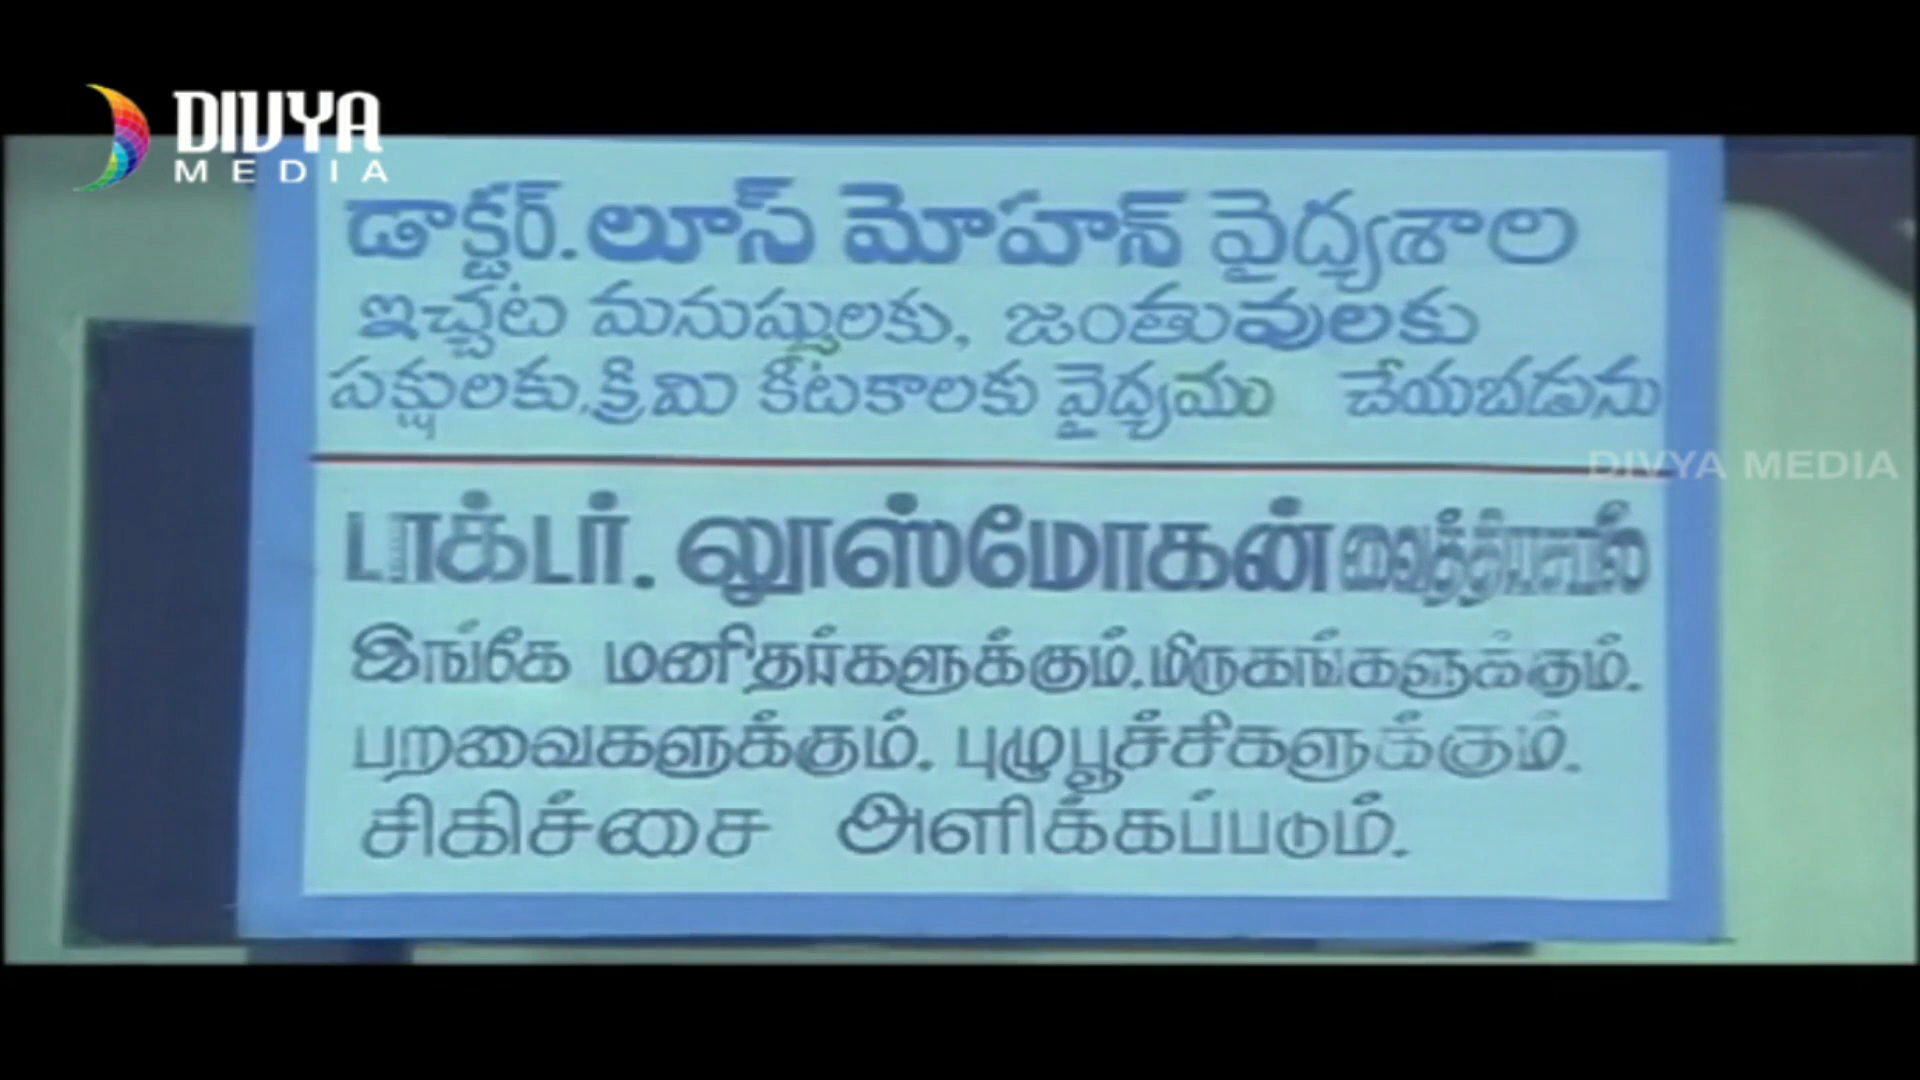 DIVYA
MEDIA
డాక్టర్. లూస్ మోహన్ వైద్యశాల
ఇచ్చట మనుష్యులకు, జంతువులకు
పక్షులకు, క్రిమి కీటకాలకు వైద్యము చేయబడును
DIVYA MEDIA
டாக்டர். லூஸ்மோகன் வைத்தியசாலை
இங்கே மனிதர்களுக்கும். மிருகங்களுக்கும்.
பறவைகளுக்கும். புழுபூச்சிகளுக்கும்.
சிகிச்சை அளிக்கப்படும்.